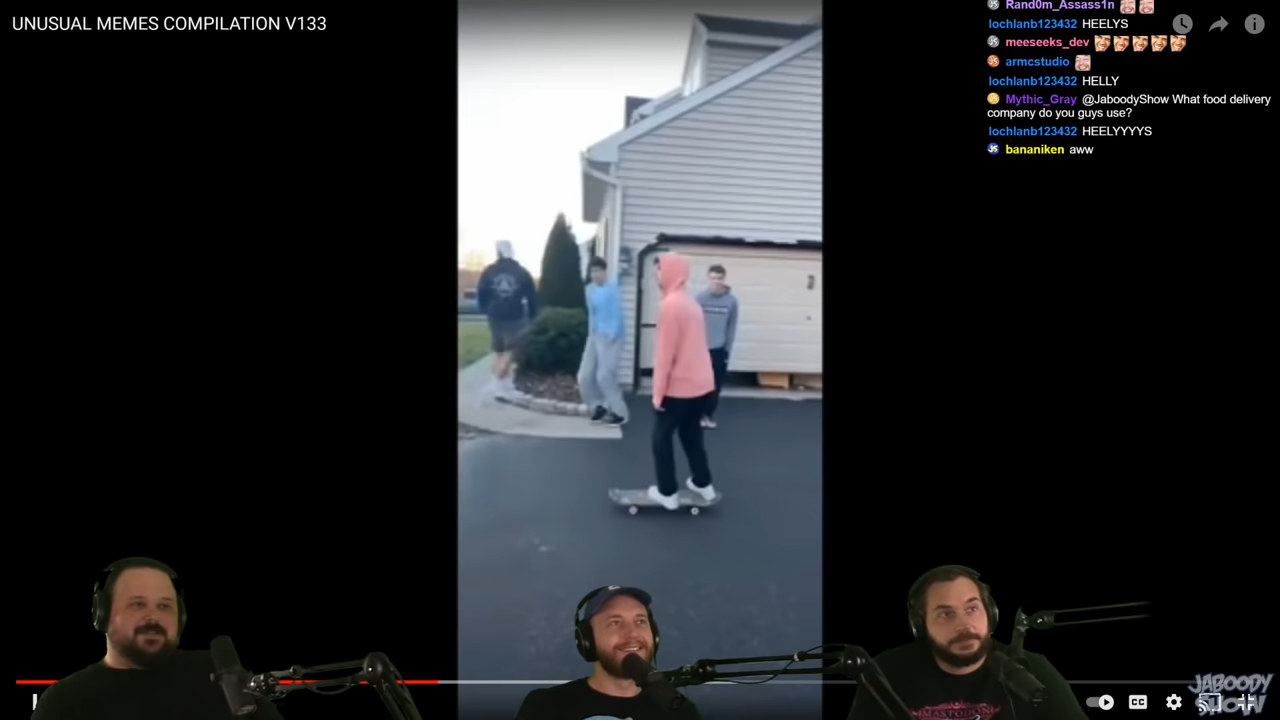 UNUSUAL MEMES COMPILATION V133
Rand0m_Assass1n
lochlanb123432 HEELYS
meeseeks_dev
armcstudio
lochlanb123432 HELLY
Mythic_Gray @JaboodyShow What food delivery
company do you guys use?
lochlanb123432 HEELYYYYS
bananiken aww
CC
JABOODY
SHOW
MASTODON